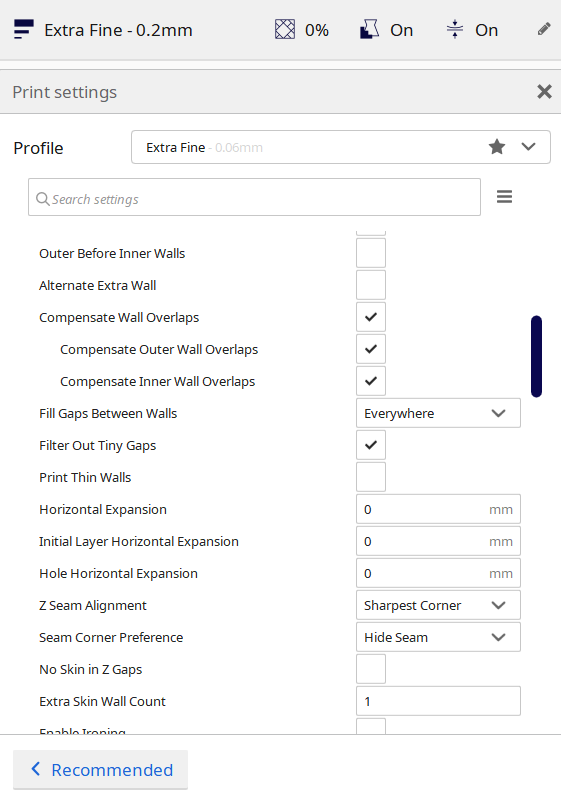 Extra Fine - 0.2mm 0% On On
Print settings
Profile Extra Fine - 0.06mm
Search settings
Outer Before Inner Walls
Alternate Extra Wall
Compensate Wall Overlaps
Compensate Outer Wall Overlaps
Compensate Inner Wall Overlaps
Fill Gaps Between Walls Everywhere
Filter Out Tiny Gaps
Print Thin Walls
Horizontal Expansion 0 mm
Initial Layer Horizontal Expansion 0 mm
Hole Horizontal Expansion 0 mm
Z Seam Alignment Sharpest Corner
Seam Corner Preference Hide Seam
No Skin in Z Gaps
Extra Skin Wall Count 1
Enable Ironing
Recommended